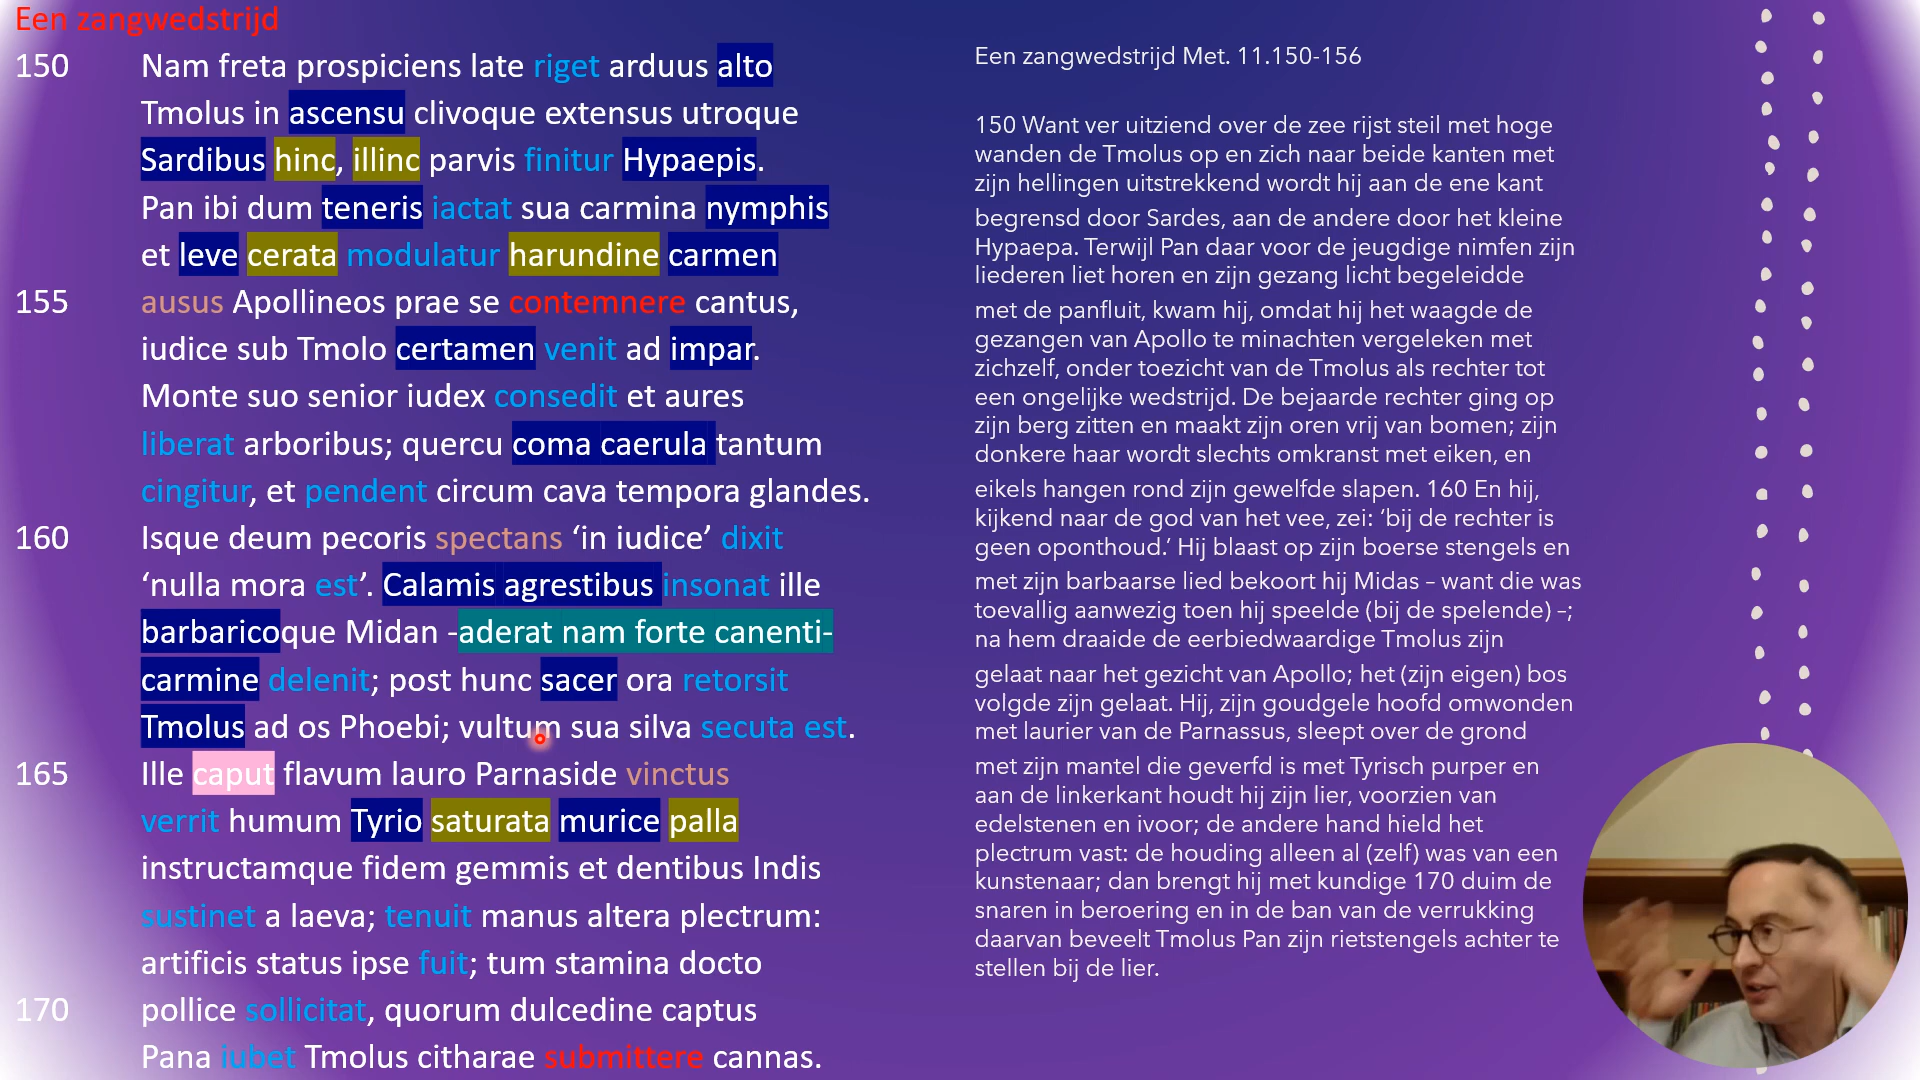 Een zangwedstrijd
150 Nam freta prospiciens late riget arduus alto
Tmolus in ascensu clivoque extensus utroque
Sardibus hinc, illinc parvis finitur Hypaepis.
Pan ibi dum teneris iactat sua carmina nymphis
et leve cerata modulatur harundine carmen
155 ausus Apollineos prae se contemnere cantus,
iudice sub Tmolo certamen venit ad impar.
Monte suo senior iudex consedit et aures
liberat arboribus; quercu coma caerula tantum
cingitur, et pendent circum cava tempora glandes.
160 Isque deum pecoris spectans ‘in iudice’ dixit
‘nulla mora est’. Calamis agrestibus insonat ille
barbaricoque Midan -aderat nam forte canenti-
carmine delenit; post hunc sacer ora retorsit
Tmolus ad os Phoebi; vultum sua silva secuta est.
165 Ille caput flavum lauro Parnaside vinctus
verrit humum Tyrio saturata murice palla
instructamque fidem gemmis et dentibus Indis
sustinet a laeva; tenuit manus altera plectrum:
artificis status ipse fuit; tum stamina docto
170 pollice sollicitat, quorum dulcedine captus
Pana iubet Tmolus citharae submittere cannas.
Een zangwedstrijd Met. 11.150-156
150 Want ver uitziend over de zee rijst steil met hoge
wanden de Tmolus op en zich naar beide kanten met
zijn hellingen uitstrekkend wordt hij aan de ene kant
begrensd door Sardes, aan de andere door het kleine
Hypaepa. Terwijl Pan daar voor de jeugdige nimfen zijn
liederen liet horen en zijn gezang licht begeleidde
met de panfluit, kwam hij, omdat hij het waagde de
gezangen van Apollo te minachten vergeleken met
zichzelf, onder toezicht van de Tmolus als rechter tot
een ongelijke wedstrijd. De bejaarde rechter ging op
zijn berg zitten en maakt zijn oren vrij van bomen; zijn
donkere haar wordt slechts omkranst met eiken, en
eikels hangen rond zijn gewelfde slapen. 160 En hij,
kijkend naar de god van het vee, zei: ‘bij de rechter is
geen oponthoud.’ Hij blaast op zijn boerse stengels en
met zijn barbaarse lied bekoort hij Midas – want die was
toevallig aanwezig toen hij speelde (bij de spelende) –;
na hem draaide de eerbiedwaardige Tmolus zijn
gelaat naar het gezicht van Apollo; het (zijn eigen) bos
volgde zijn gelaat. Hij, zijn goudgele hoofd omwonden
met laurier van de Parnassus, sleept over de grond
met zijn mantel die geverfd is met Tyrisch purper en
aan de linkerkant houdt hij zijn lier, voorzien van
edelstenen en ivoor; de andere hand hield het
plectrum vast: de houding alleen al (zelf) was van een
kunstenaar; dan brengt hij met kundige 170 duim de
snaren in beroering en in de ban van de verrukking
daarvan beveelt Tmolus Pan zijn rietstengels achter te
stellen bij de lier.